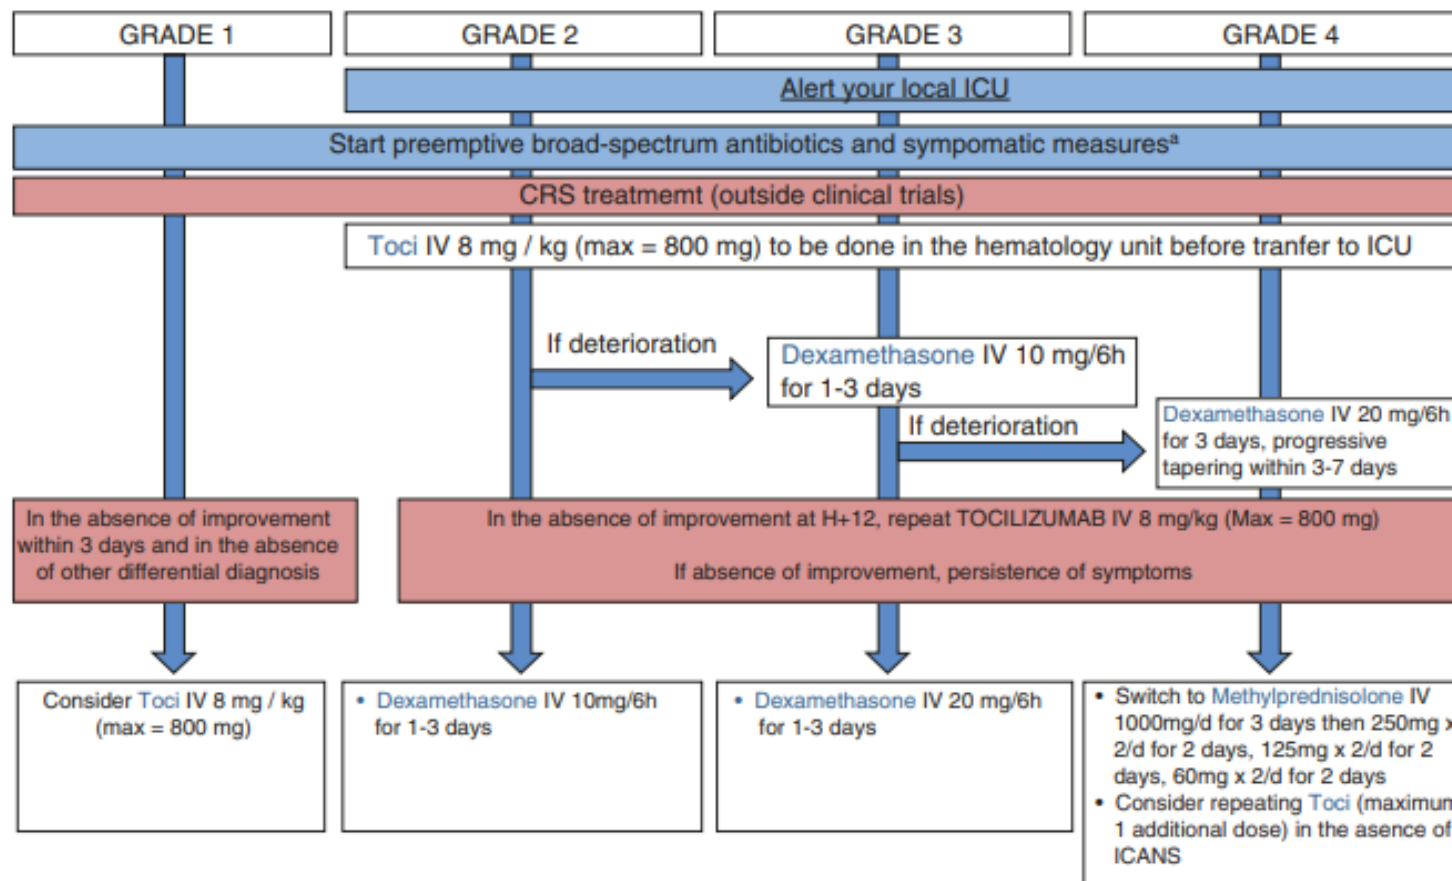 GRADE 1
GRADE 2
GRADE 3
GRADE 4
Alert your local ICU
Start preemptive broad-spectrum antibiotics and sympomatic measuresᵃ
CRS treatmemt (outside clinical trials)
Toci IV 8 mg / kg (max = 800 mg) to be done in the hematology unit before tranfer to ICU
If deterioration
Dexamethasone IV 10 mg/6h
for 1-3 days
If deterioration
Dexamethasone IV 20 mg/6h
for 3 days, progressive
tapering within 3-7 days
In the absence of improvement
within 3 days and in the absence
of other differential diagnosis
In the absence of improvement at H+12, repeat TOCILIZUMAB IV 8 mg/kg (Max = 800 mg)
If absence of improvement, persistence of symptoms
Consider Toci IV 8 mg / kg
(max = 800 mg)
• Dexamethasone IV 10mg/6h
for 1-3 days
• Dexamethasone IV 20 mg/6h
for 1-3 days
• Switch to Methylprednisolone IV
1000mg/d for 3 days then 250mg x
2/d for 2 days, 125mg x 2/d for 2
days, 60mg x 2/d for 2 days
• Consider repeating Toci (maximum
1 additional dose) in the asence of
ICANS